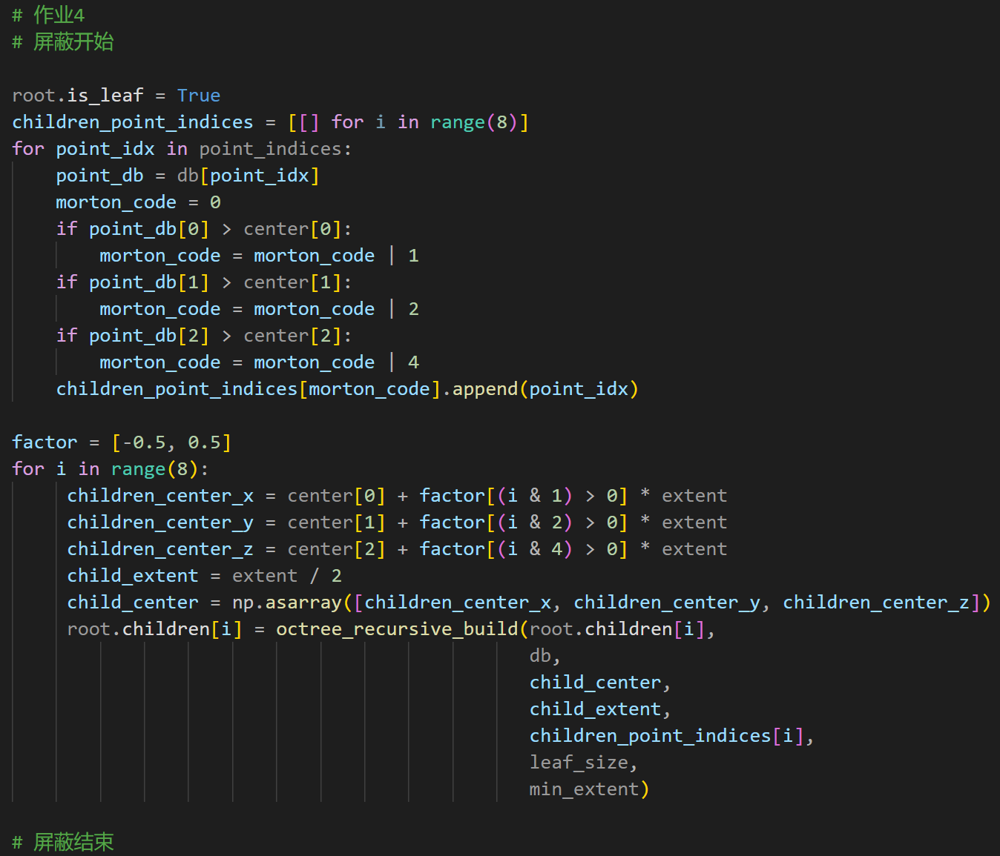 # 作业4
# 屏蔽开始
root.is_leaf = True
children_point_indices = [[] for i in range(8)]
for point_idx in point_indices:
    point_db = db[point_idx]
    morton_code = 0
    if point_db[0] > center[0]:
        morton_code = morton_code | 1
    if point_db[1] > center[1]:
        morton_code = morton_code | 2
    if point_db[2] > center[2]:
        morton_code = morton_code | 4
    children_point_indices[morton_code].append(point_idx)
factor = [-0.5, 0.5]
for i in range(8):
     children_center_x = center[0] + factor[(i & 1) > 0] * extent
     children_center_y = center[1] + factor[(i & 2) > 0] * extent
     children_center_z = center[2] + factor[(i & 4) > 0] * extent
     child_extent = extent / 2
     child_center = np.asarray([children_center_x, children_center_y, children_center_z])
     root.children[i] = octree_recursive_build(root.children[i],
                                               db,
                                               child_center,
                                               child_extent,
                                               children_point_indices[i],
                                               leaf_size,
                                               min_extent)
# 屏蔽结束